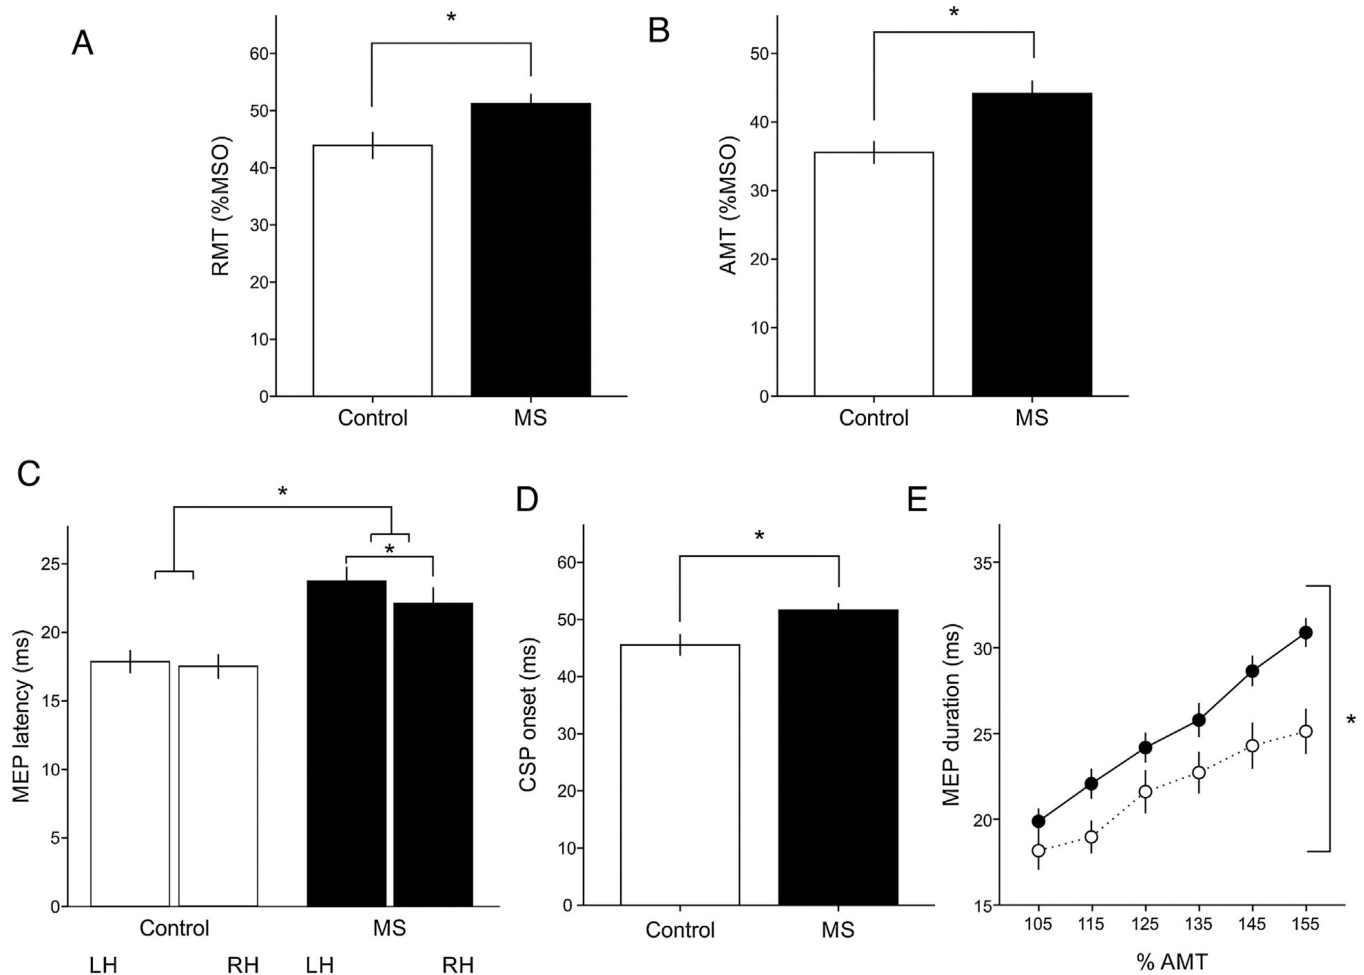 A
*
RMT (%MSO)
60
50
40
30
20
10
0
Control MS
B
*
AMT (%MSO)
50
40
30
20
10
0
Control MS
C
*
*
MEP latency (ms)
25
20
15
10
5
0
Control MS
LH RH LH RH
D
*
CSP onset (ms)
60
50
40
30
20
10
0
Control MS
E
*
MEP duration (ms)
35
30
25
20
15
105 115 125 135 145 155
% AMT